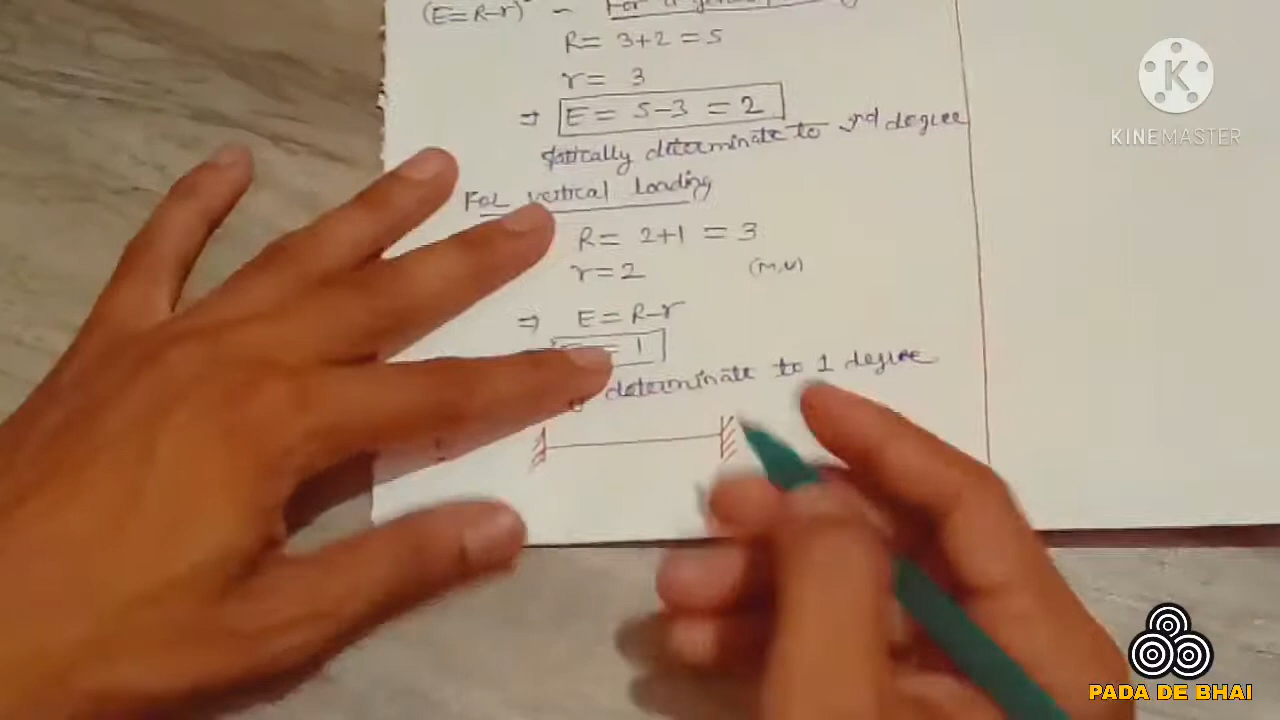 (E=R-r)
R= 3+2 = 5
r= 3
⇒ E = 5-3 = 2
statically determinate to 2nd degree
For vertical loading
R= 2+1 = 3
r=2 (M,V)
⇒ E = R-r
= 1
determinate to 1 degree
K
KINEMASTER
PADA DE BHAI